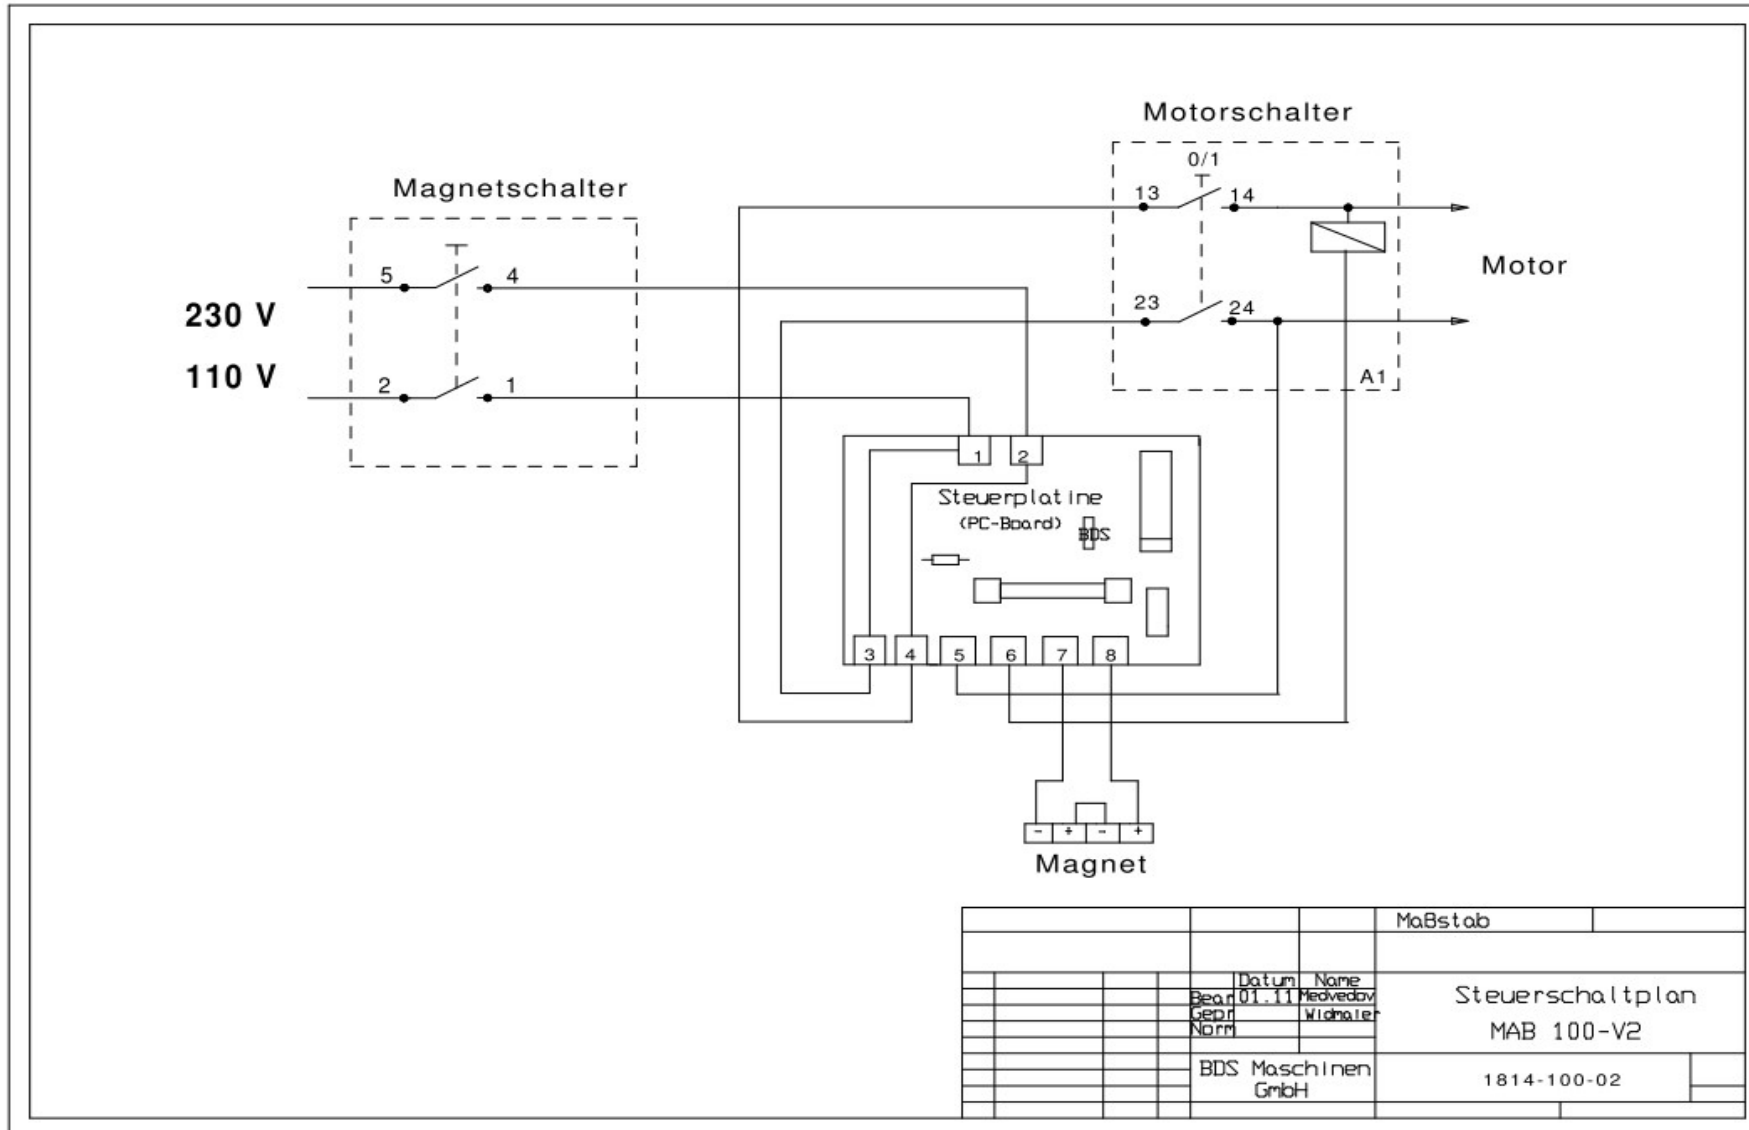 Motorschalter
0/1
13
14
Magnetschalter
5
4
230 V
Motor
23
24
110 V
2
1
A1
1
2
Steuerplatine
(PC-Board)
BDS
3
4
5
6
7
8
- + - +
Magnet
Maßstab
Datum Name
Bear 01.11 Medvedov
Gepr Widmaier
Norm
Steuerschaltplan
MAB 100-V2
BDS Maschinen
GmbH
1814-100-02